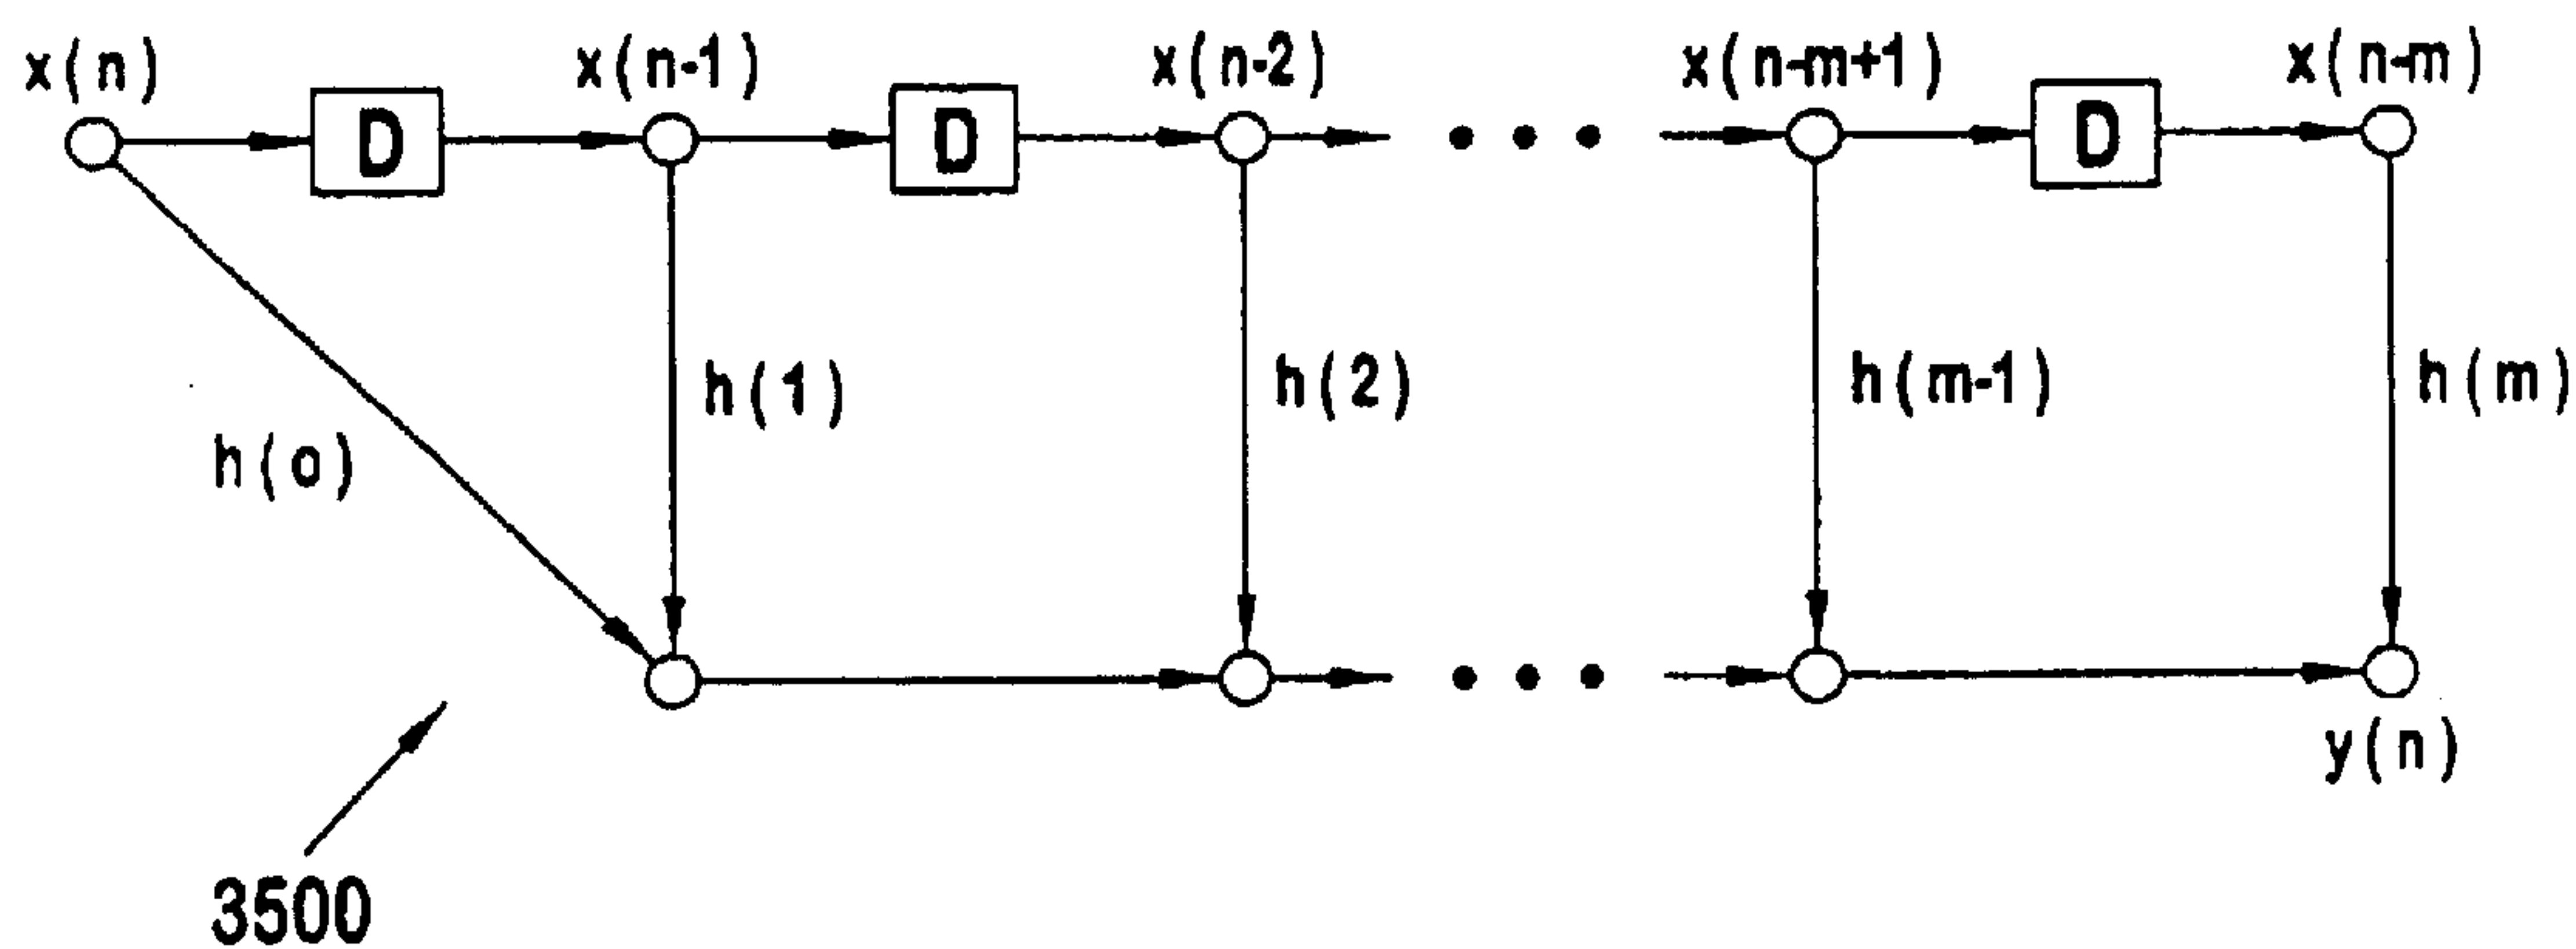 x(n) x(n-1) x(n-2) x(n-m+1) x(n-m)
D D D
h(o) h(1) h(2) h(m-1) h(m)
y(n)
3500